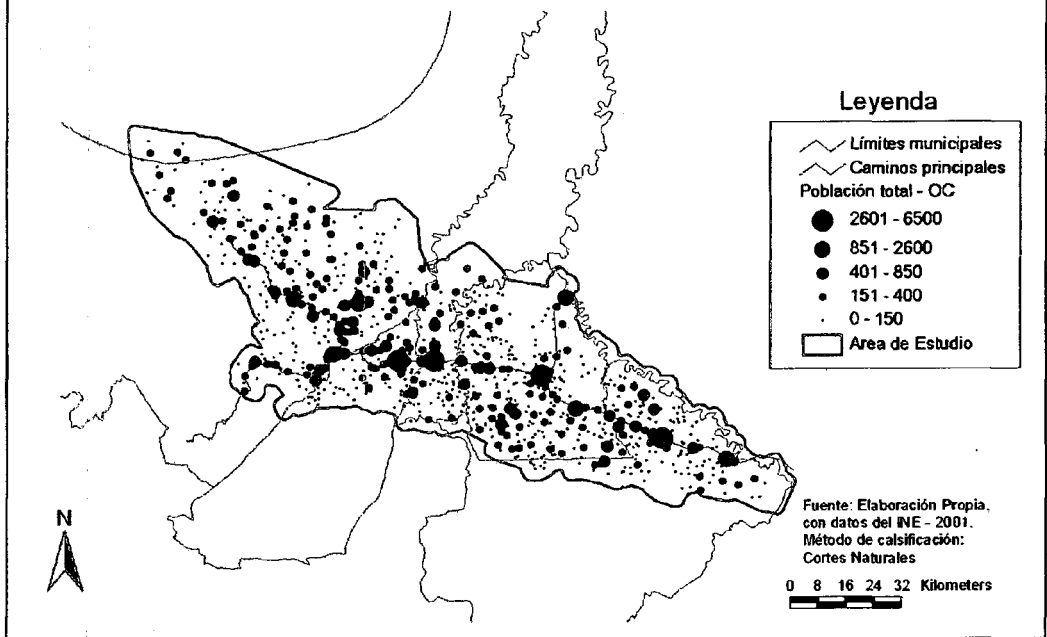 Leyenda
Límites municipales
Caminos principales
Población total - OC
2601 - 6500
851 - 2600
401 - 850
151 - 400
0 - 150
Area de Estudio
N
Fuente: Elaboración Propia,
con datos del INE - 2001.
Método de calsificación:
Cortes Naturales
0 8 16 24 32 Kilometers